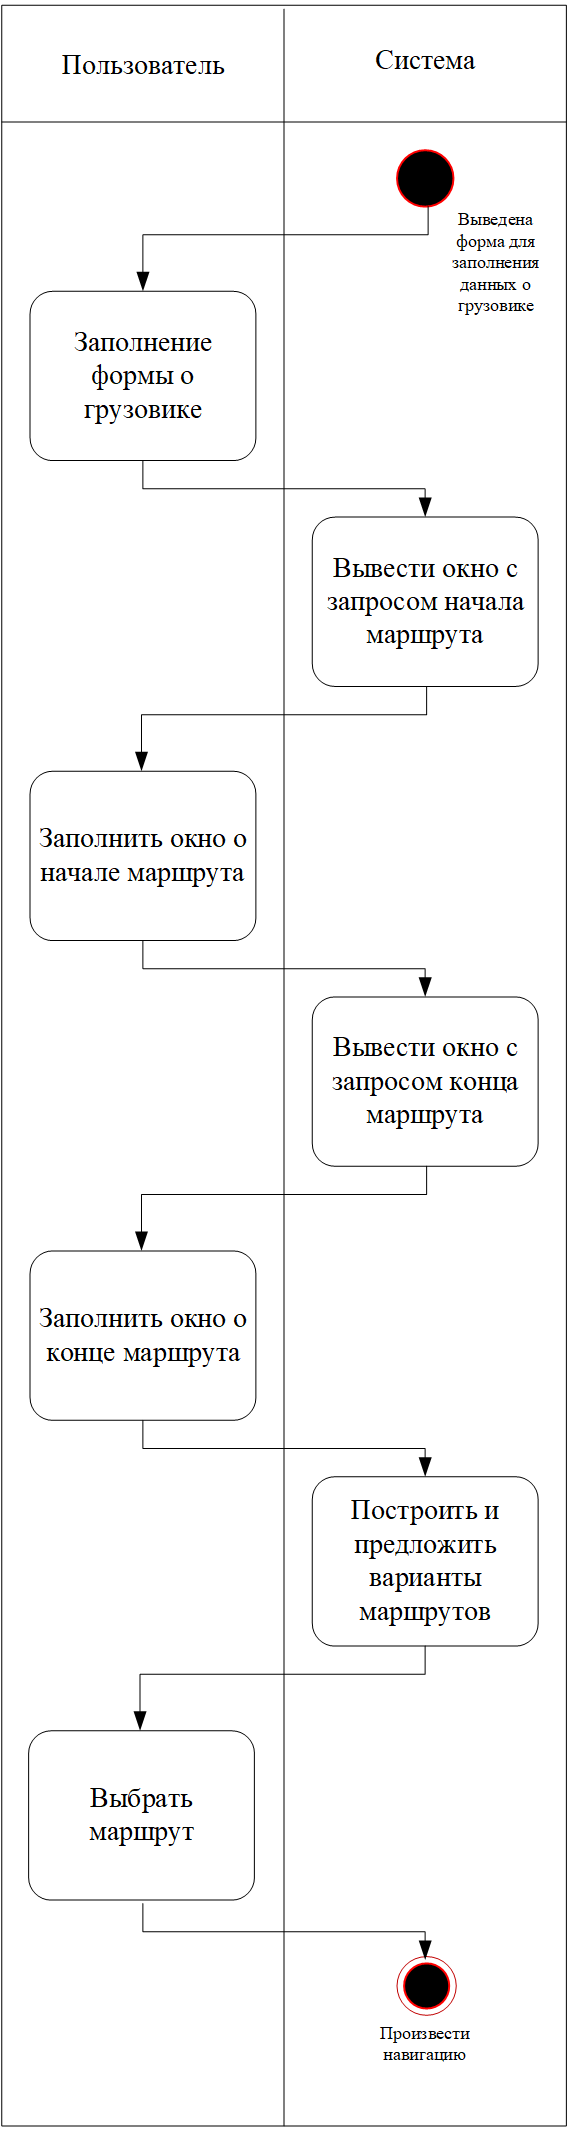 Пользователь
Система
Выведена
форма для
заполнения
данных о
грузовике
Заполнение
формы о
грузовике
Вывести окно с
запросом начала
маршрута
Заполнить окно о
начале маршрута
Вывести окно с
запросом конца
маршрута
Заполнить окно о
конце маршрута
Построить и
предложить
варианты
маршрутов
Выбрать
маршрут
Произвести
навигацию